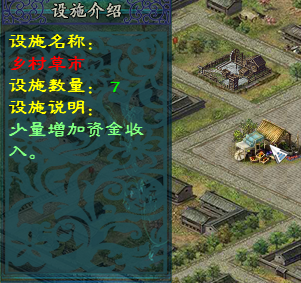 设施介绍
设施名称：
乡村草市
设施数量： 7
设施说明：
少量增加资金收
入。